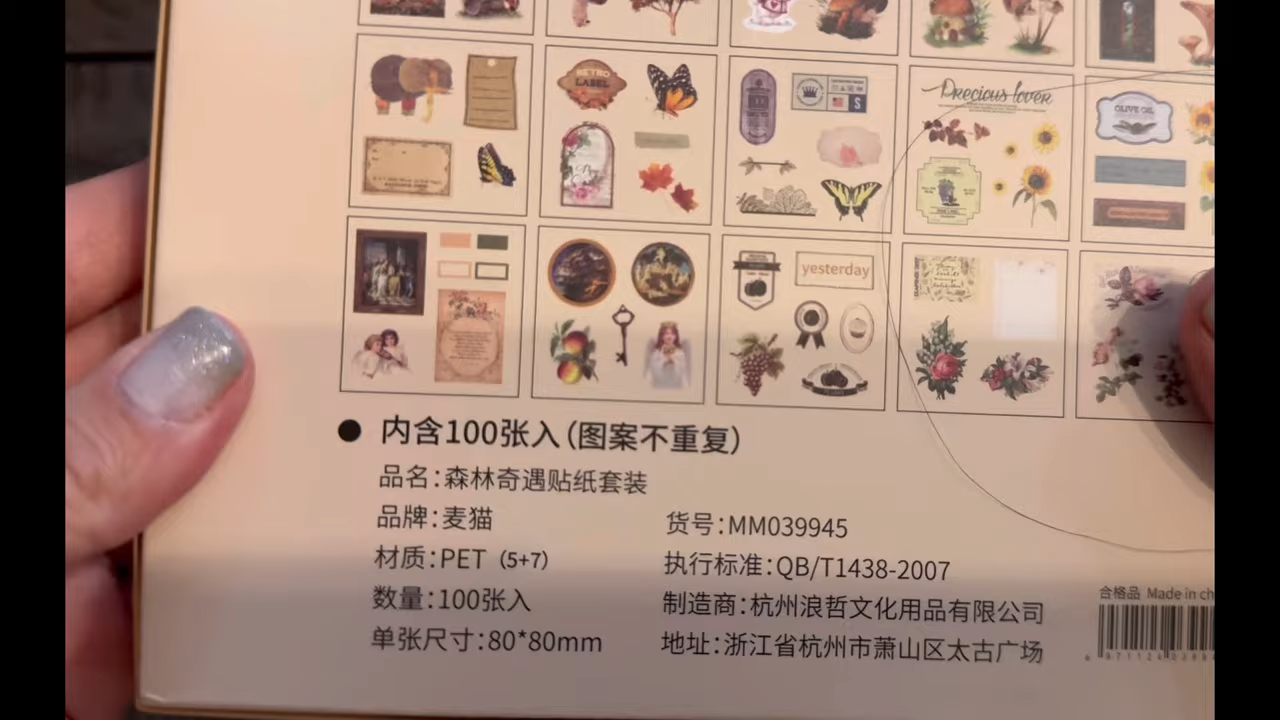 RETRO
LABEL
Precious lover
OLIVE OIL
yesterday
● 内含100张入(图案不重复)
品名:森林奇遇贴纸套装
品牌:麦猫
货号:MM039945
材质:PET(5+7)
执行标准:QB/T1438-2007
数量:100张入
制造商:杭州浪哲文化用品有限公司
单张尺寸:80*80mm
地址:浙江省杭州市萧山区太古广场
合格品 Made in ch